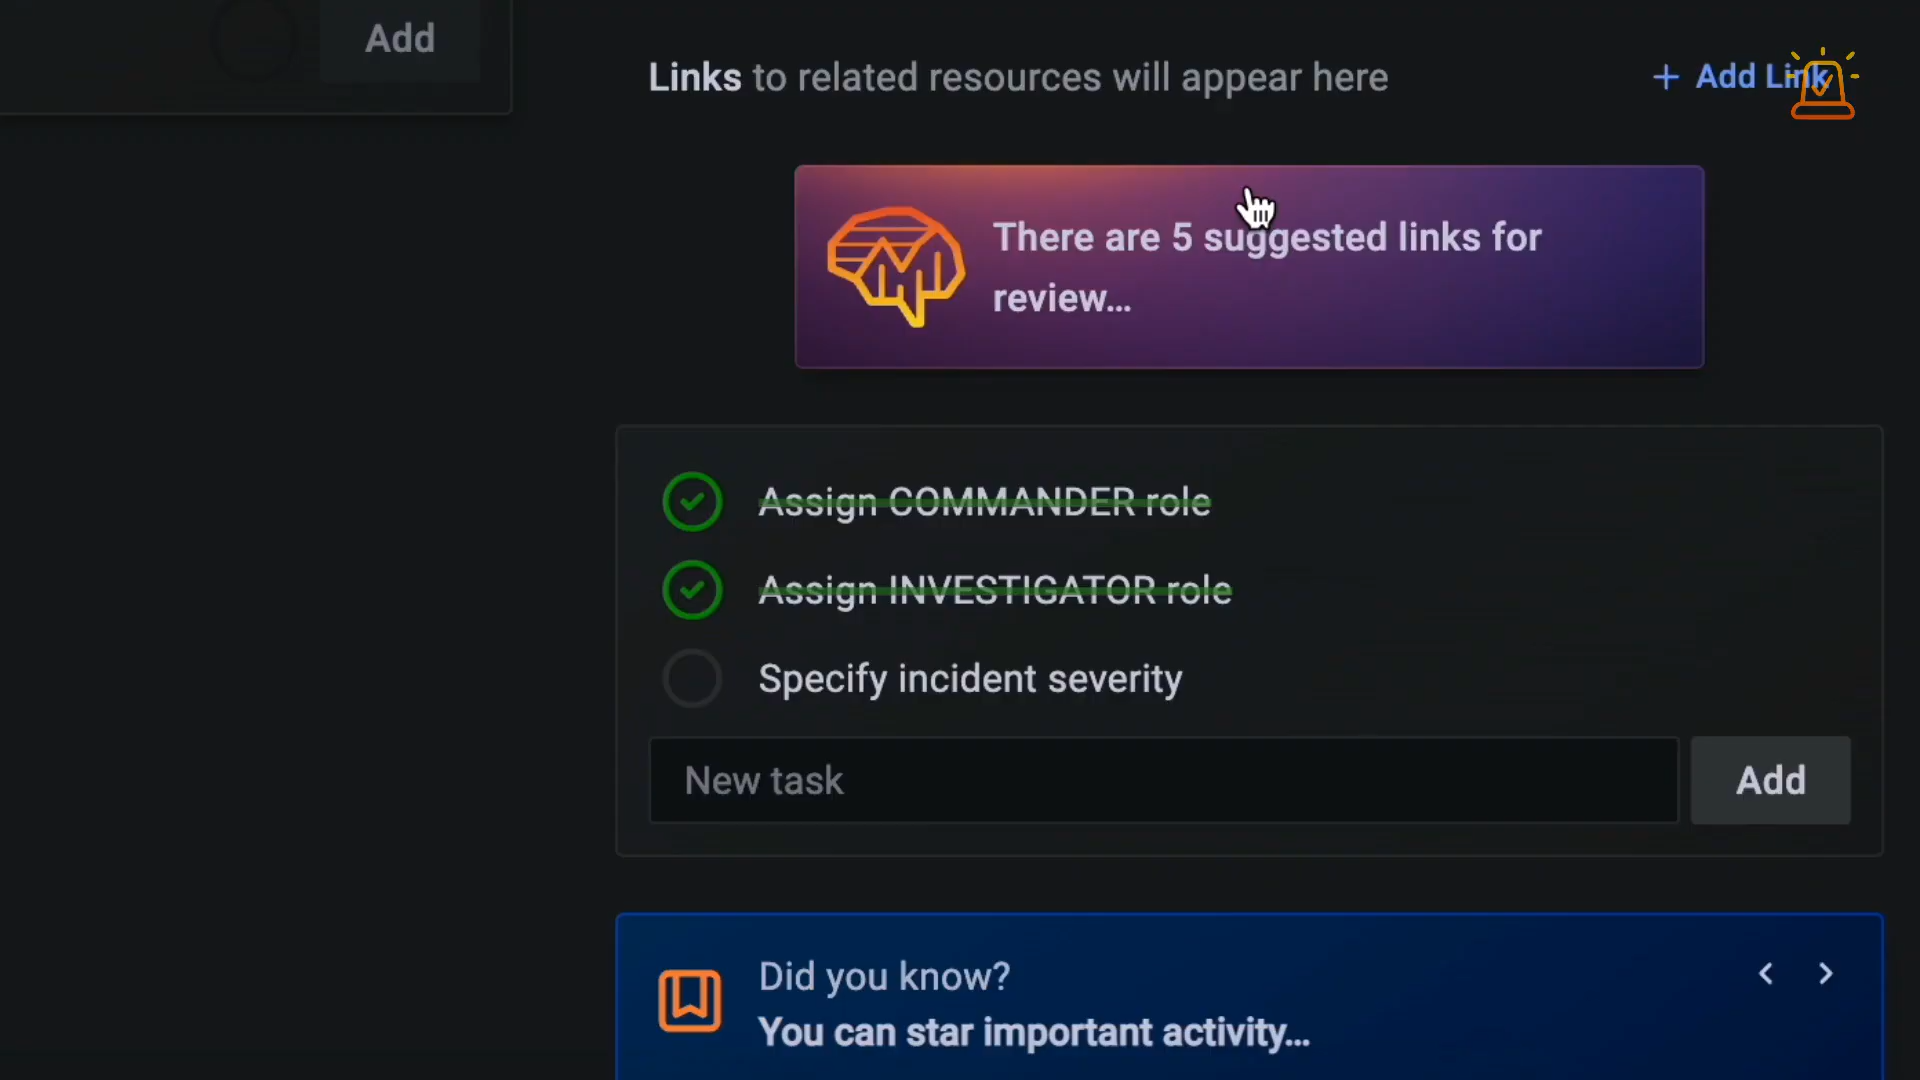 Add
Links to related resources will appear here
+ Add Link
There are 5 suggested links for
review...
Assign COMMANDER role
Assign INVESTIGATOR role
Specify incident severity
New task
Add
Did you know?
You can star important activity...